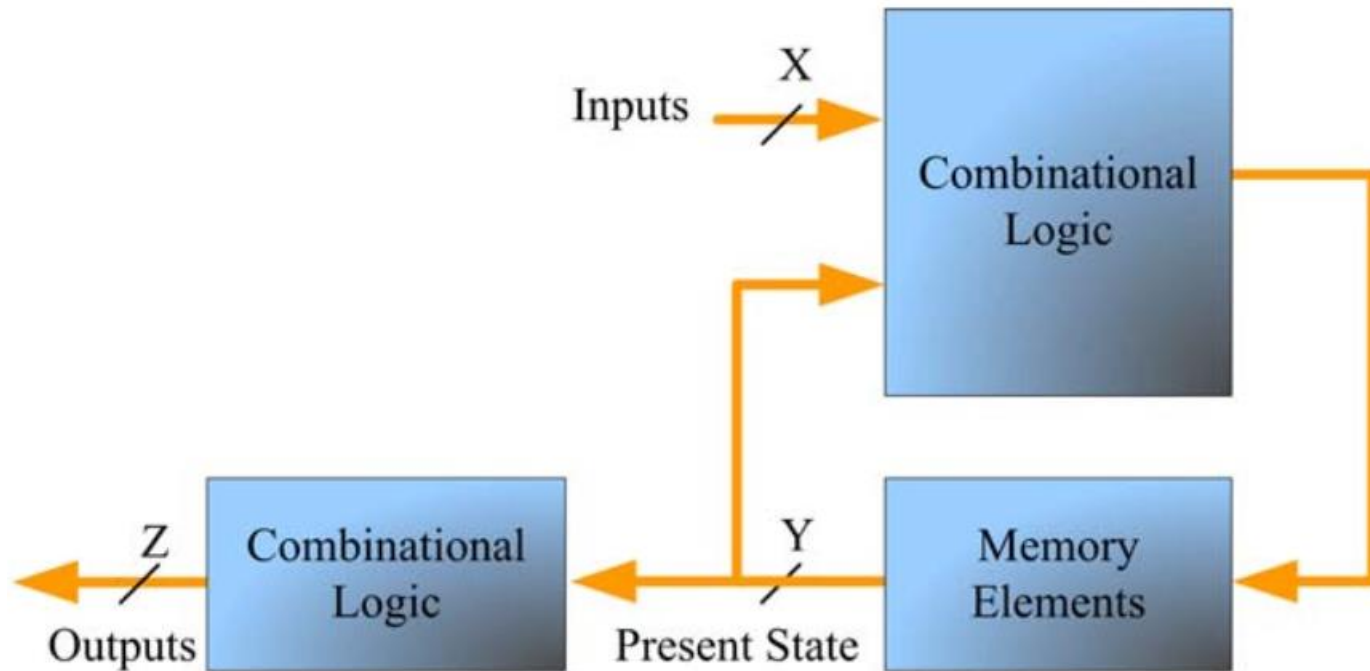 X
Inputs
Combinational
Logic
Z
Combinational
Logic
Outputs
Y
Present State
Memory
Elements